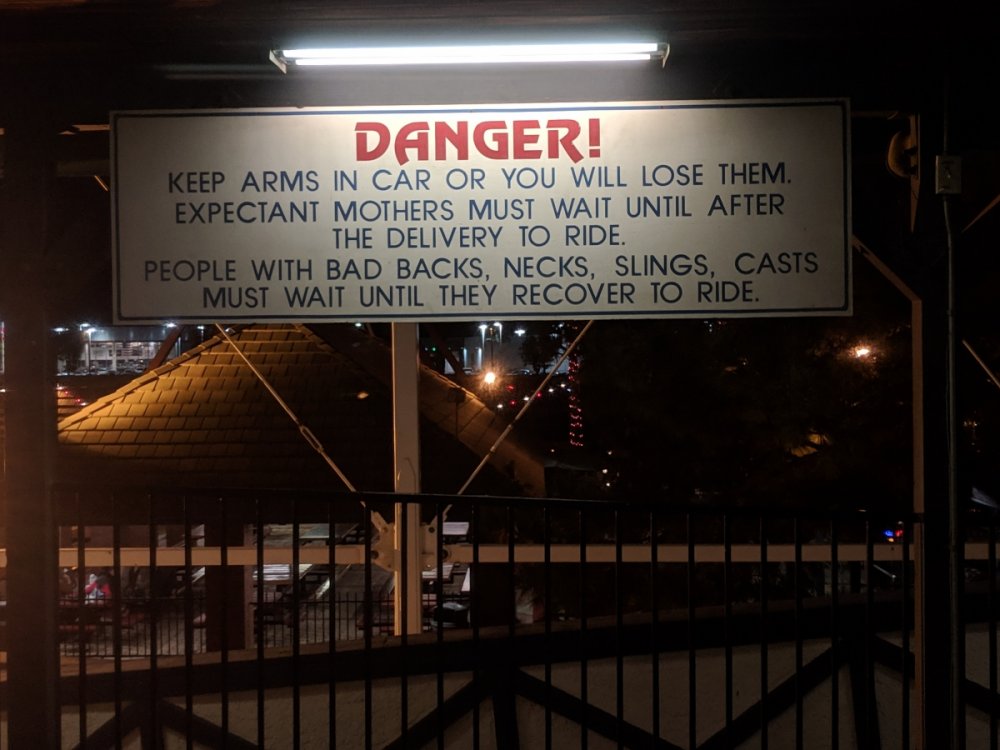 DANGER!
KEEP ARMS IN CAR OR YOU WILL LOSE THEM.
EXPECTANT MOTHERS MUST WAIT UNTIL AFTER
THE DELIVERY TO RIDE.
PEOPLE WITH BAD BACKS, NECKS, SLINGS, CASTS
MUST WAIT UNTIL THEY RECOVER TO RIDE.